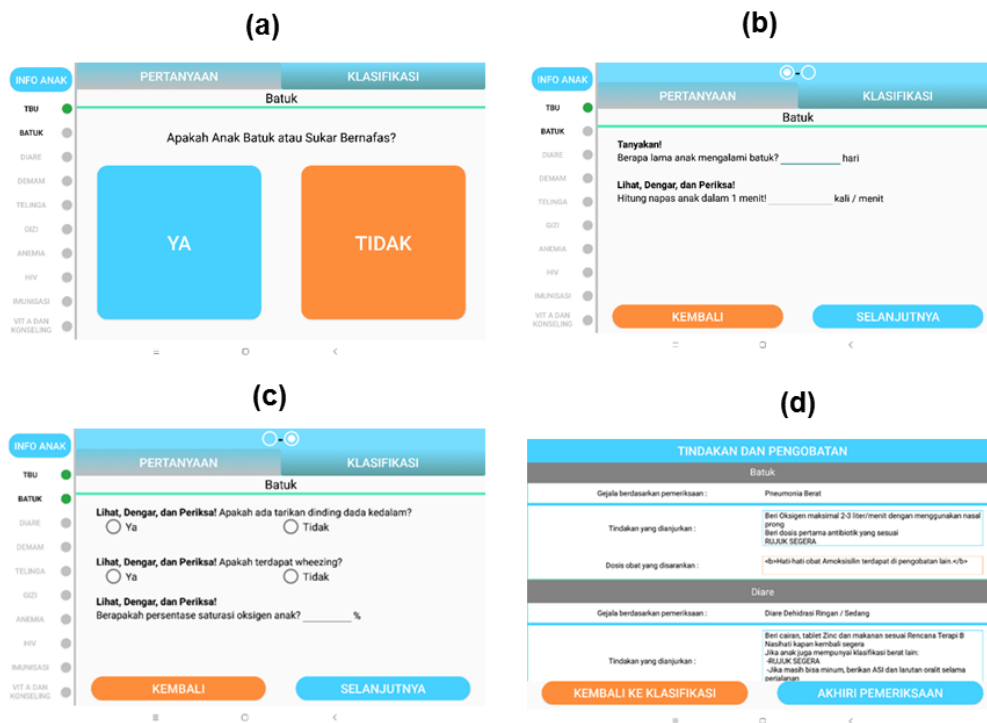 (a)
INFO ANAK
TBU
BATUK
DIARE
DEMAM
TELINGA
GIZI
ANEMIA
HIV
IMUNISASI
VIT A DAN
KONSELING
PERTANYAAN
KLASIFIKASI
Batuk
Apakah Anak Batuk atau Sukar Bernafas?
YA
TIDAK
(b)
INFO ANAK
TBU
BATUK
DIARE
DEMAM
TELINGA
GIZI
ANEMIA
HIV
IMUNISASI
VIT A DAN
KONSELING
PERTANYAAN
KLASIFIKASI
Batuk
Tanyakan!
Berapa lama anak mengalami batuk? hari
Lihat, Dengar, dan Periksa!
Hitung napas anak dalam 1 menit! kali / menit
KEMBALI
SELANJUTNYA
(c)
INFO ANAK
TBU
BATUK
DIARE
DEMAM
TELINGA
GIZI
ANEMIA
HIV
IMUNISASI
VIT A DAN
KONSELING
PERTANYAAN
KLASIFIKASI
Batuk
Lihat, Dengar, dan Periksa! Apakah ada tarikan dinding dada kedalam?
Ya Tidak
Lihat, Dengar, dan Periksa! Apakah terdapat wheezing?
Ya Tidak
Lihat, Dengar, dan Periksa!
Berapakah persentase saturasi oksigen anak? %
KEMBALI
SELANJUTNYA
(d)
TINDAKAN DAN PENGOBATAN
Batuk
Gejala berdasarkan pemeriksaan : Pneumonia Berat
Tindakan yang dianjurkan :
Beri Oksigen maksimal 2-3 liter/menit dengan menggunakan nasal
prong
Beri dosis pertama antibiotik yang sesuai
RUJUK SEGERA
Dosis obat yang disarankan : <b>Hati-hati obat Amoksisilin terdapat di pengobatan lain.</b>
Diare
Gejala berdasarkan pemeriksaan : Diare Dehidrasi Ringan / Sedang
Tindakan yang dianjurkan :
Beri cairan, tablet Zinc dan makanan sesuai Rencana Terapi B
Nasihati kapan kembali segera
Jika anak juga mempunyai klasifikasi berat lain:
-RUJUK SEGERA
-Jika masih bisa minum, berikan ASI dan larutan oralit selama
perjalanan
KEMBALI KE KLASIFIKASI
AKHIRI PEMERIKSAAN